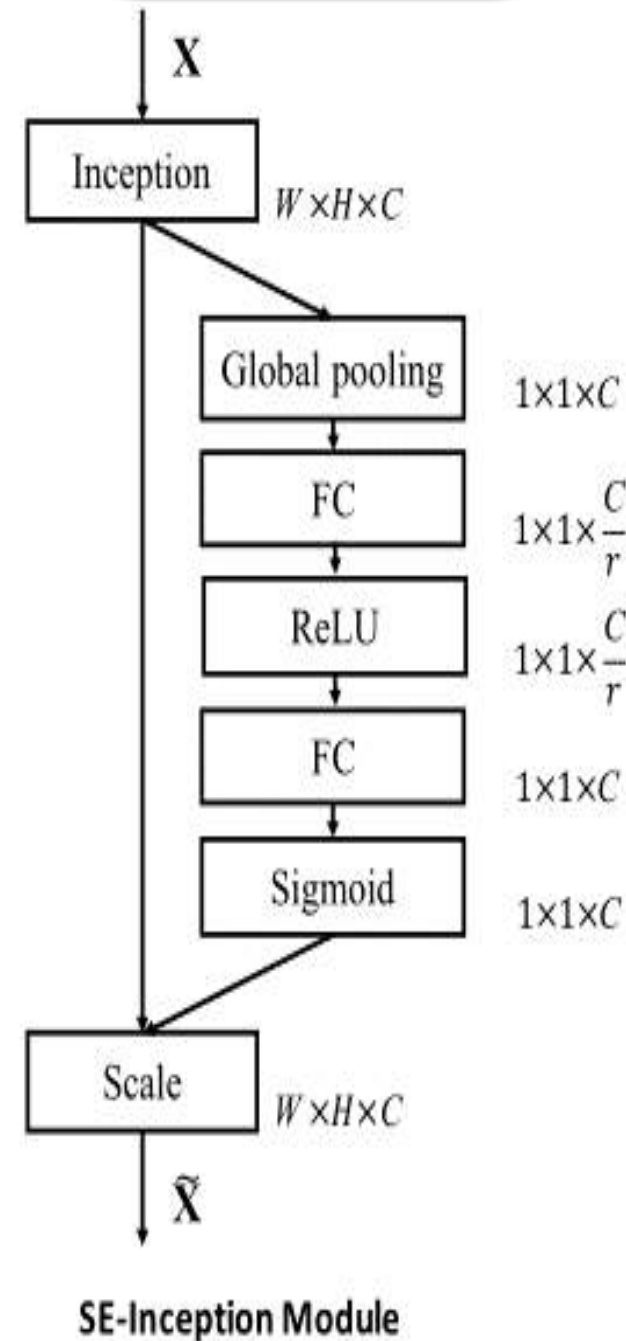 X
Inception
W×H×C
Global pooling
1×1×C
FC
1×1×C/r
ReLU
1×1×C/r
FC
1×1×C
Sigmoid
1×1×C
Scale
W×H×C
X̃
SE-Inception Module